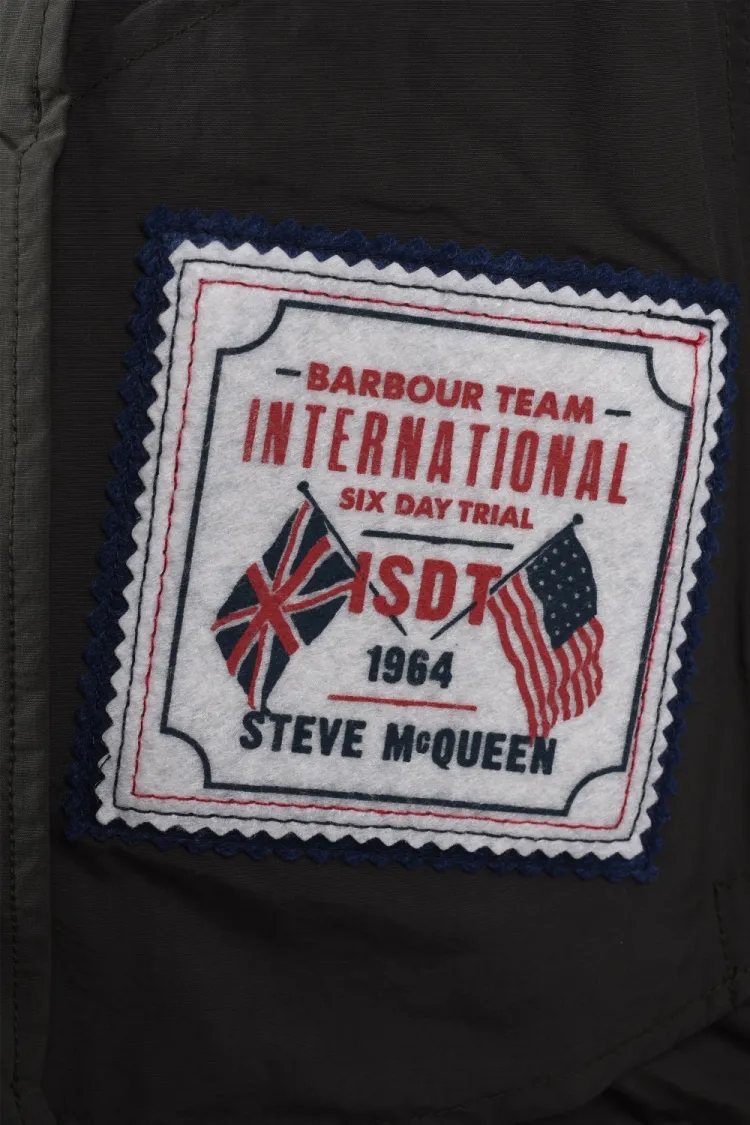 BARBOUR TEAM
INTERNATIONAL
SIX DAY TRIAL
ISDT
1964
STEVE McQUEEN